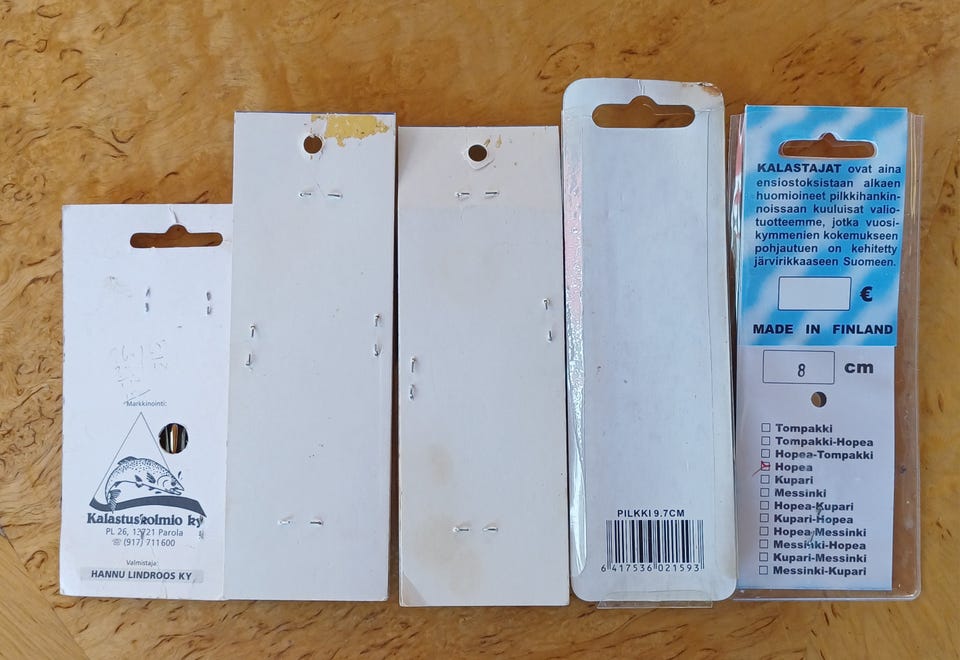 Markkinointi:
Kalastuskolmio ky
PL 26, 13721 Parola
☏ (917) 711600
Valmistaja:
HANNU LINDROOS KY
PILKKI 9.7CM
6 417536 021593
KALASTAJAT ovat aina
ensiostoksistaan alkaen
huomioineet pilkkihankin-
noissaan kuuluisat valio-
tuotteemme, jotka vuosi-
kymmenien kokemukseen
pohjautuen on kehitetty
järvirikkaaseen Suomeen.
€
MADE IN FINLAND
8 cm
Tompakki
Tompakki-Hopea
Hopea-Tompakki
Hopea
Kupari
Messinki
Hopea-Kupari
Kupari-Hopea
Hopea-Messinki
Messinki-Hopea
Kupari-Messinki
Messinki-Kupari